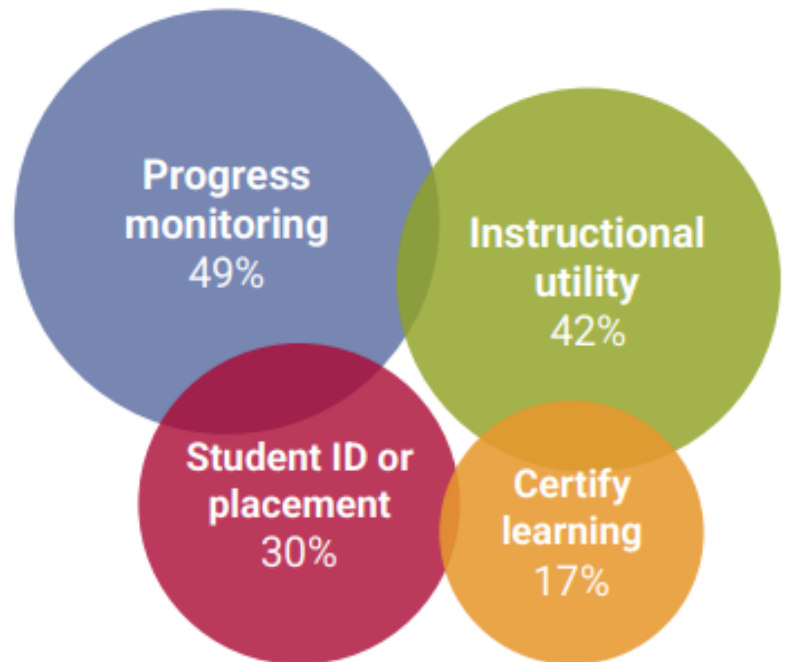 Progress
monitoring
49%
Instructional
utility
42%
Student ID or
placement
30%
Certify
learning
17%